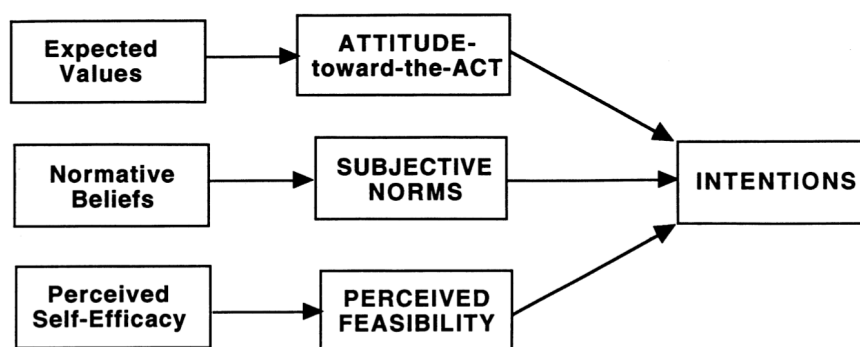 Expected
Values
ATTITUDE-
toward-the-ACT
Normative
Beliefs
SUBJECTIVE
NORMS
INTENTIONS
Perceived
Self-Efficacy
PERCEIVED
FEASIBILITY